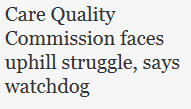 Care Quality
Commission faces
uphill struggle, says
watchdog